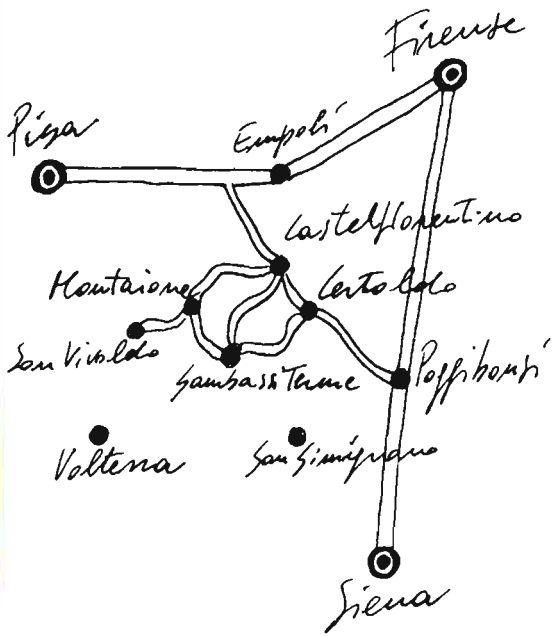 Firenze
Pisa
Empoli
Castelfiorentino
Montaione
Certaldo
San Vivaldo
Gambassi Terme
Poggibonsi
Volterra
San Gimignano
Siena